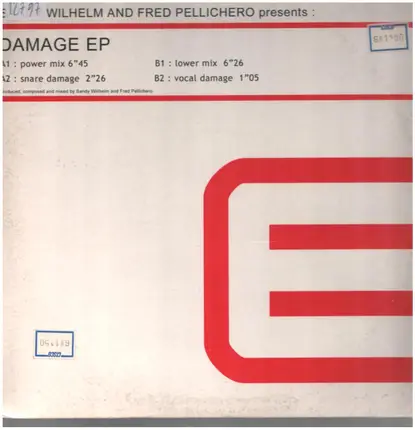 WILHELM AND FRED PELLICHERO presents :
DAMAGE EP
A1 : power mix 6"45
B1 : lower mix 6"26
A2 : snare damage 2"26
B2 : vocal damage 1"05
produced, composed and mixed by Sandy Wilhelm and Fred Pellichero